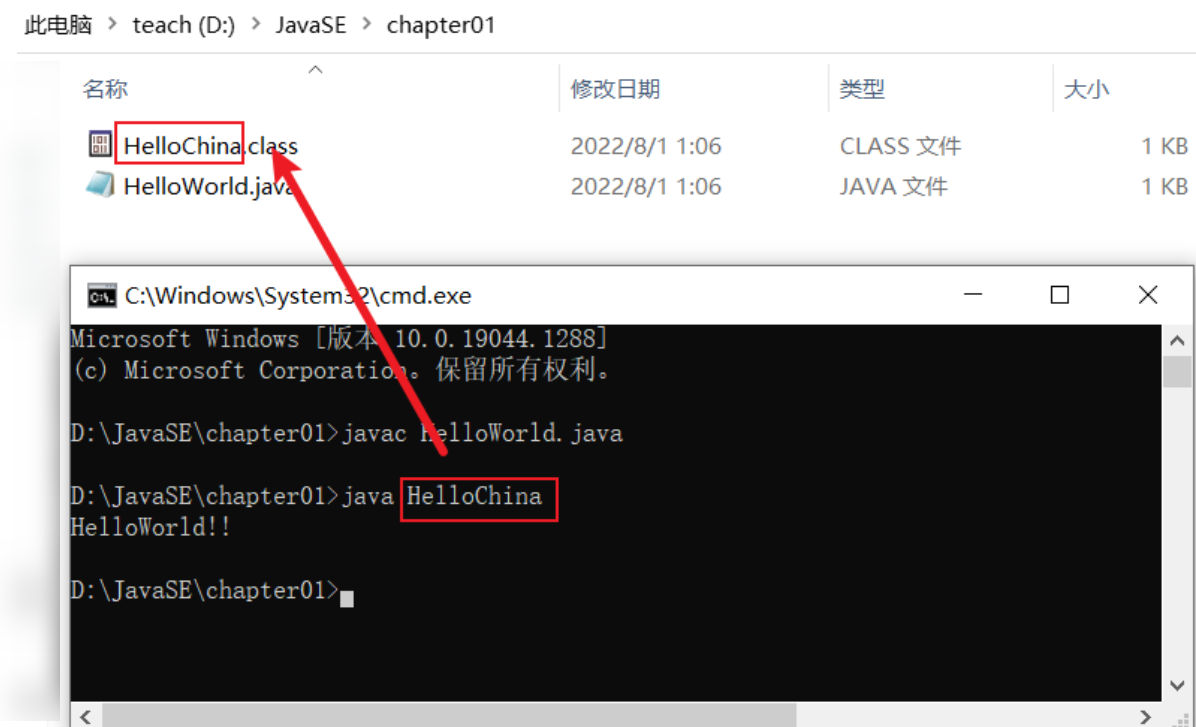 此电脑 > teach (D:) > JavaSE > chapter01
名称 修改日期 类型 大小
HelloChina.class 2022/8/1 1:06 CLASS 文件 1 KB
HelloWorld.java 2022/8/1 1:06 JAVA 文件 1 KB
C:\Windows\System32\cmd.exe
Microsoft Windows [版本 10.0.19044.1288]
(c) Microsoft Corporation。保留所有权利。
D:\JavaSE\chapter01>javac HelloWorld.java
D:\JavaSE\chapter01>java HelloChina
HelloWorld!!
D:\JavaSE\chapter01>